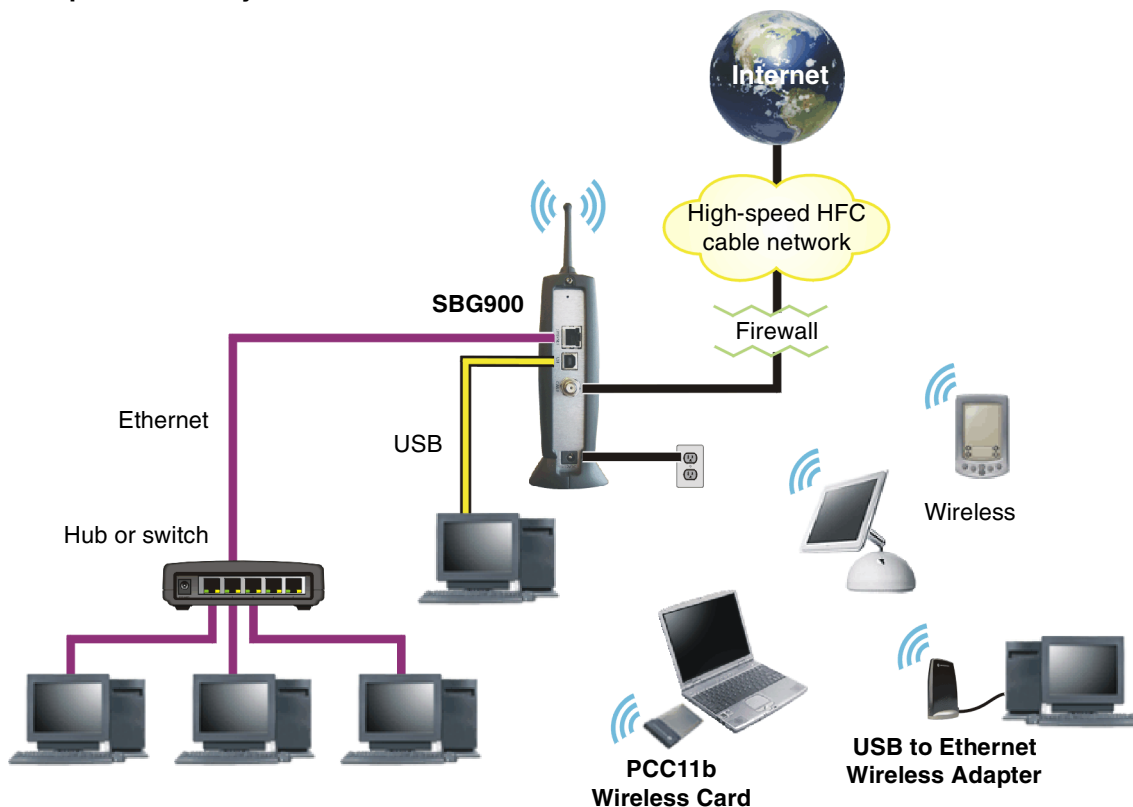 Internet
High-speed HFC
cable network
SBG900
Firewall
Ethernet
USB
Wireless
Hub or switch
PCC11b
Wireless Card
USB to Ethernet
Wireless Adapter